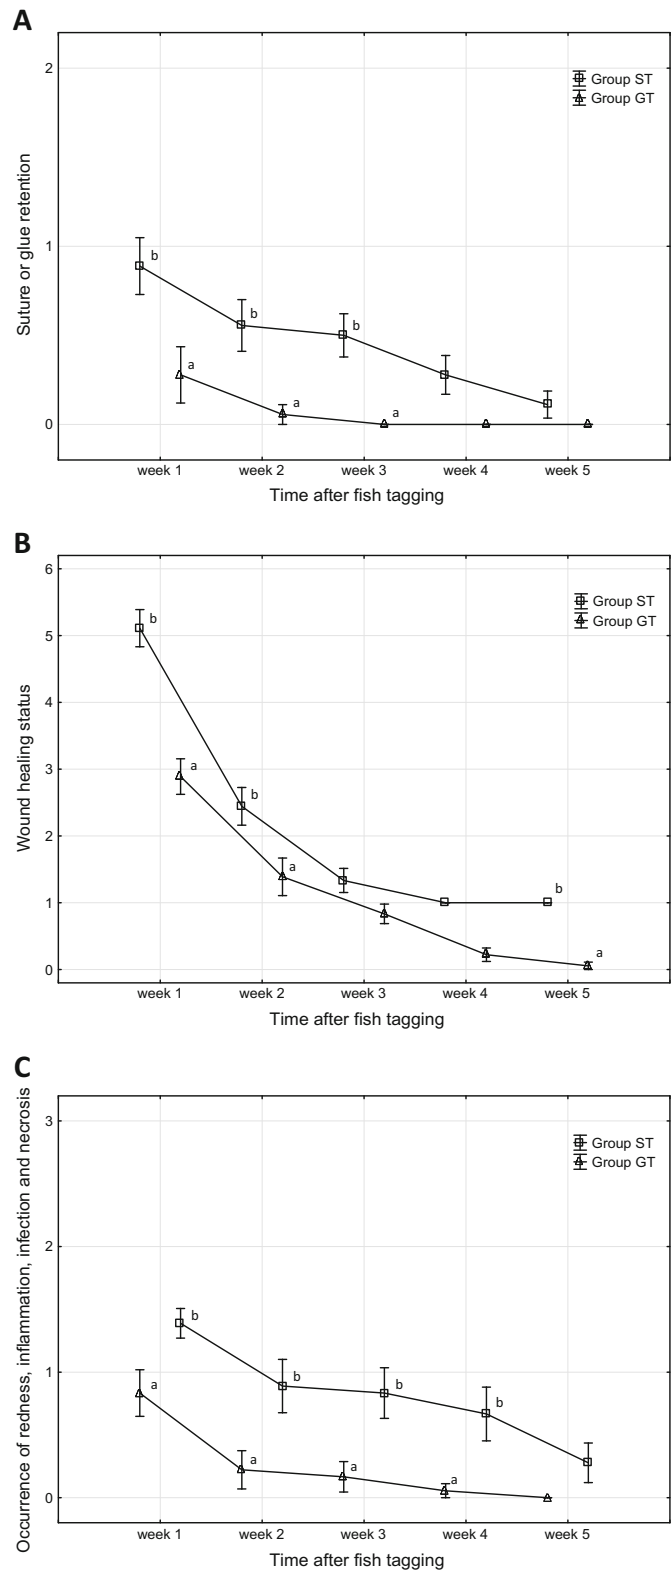 A
2
Group ST
Group GT
Suture or glue retention
b
1
b
b
a
a
a
0
week 1 week 2 week 3 week 4 week 5
Time after fish tagging
B
6
Group ST
Group GT
b
5
Wound healing status
4
a
3
b
2
a
1
b
a
0
week 1 week 2 week 3 week 4 week 5
Time after fish tagging
C
3
Group ST
Group GT
Occurrence of redness, inflammation, infection and necrosis
2
b
a
b
b
1
b
a
a
a
0
week 1 week 2 week 3 week 4 week 5
Time after fish tagging